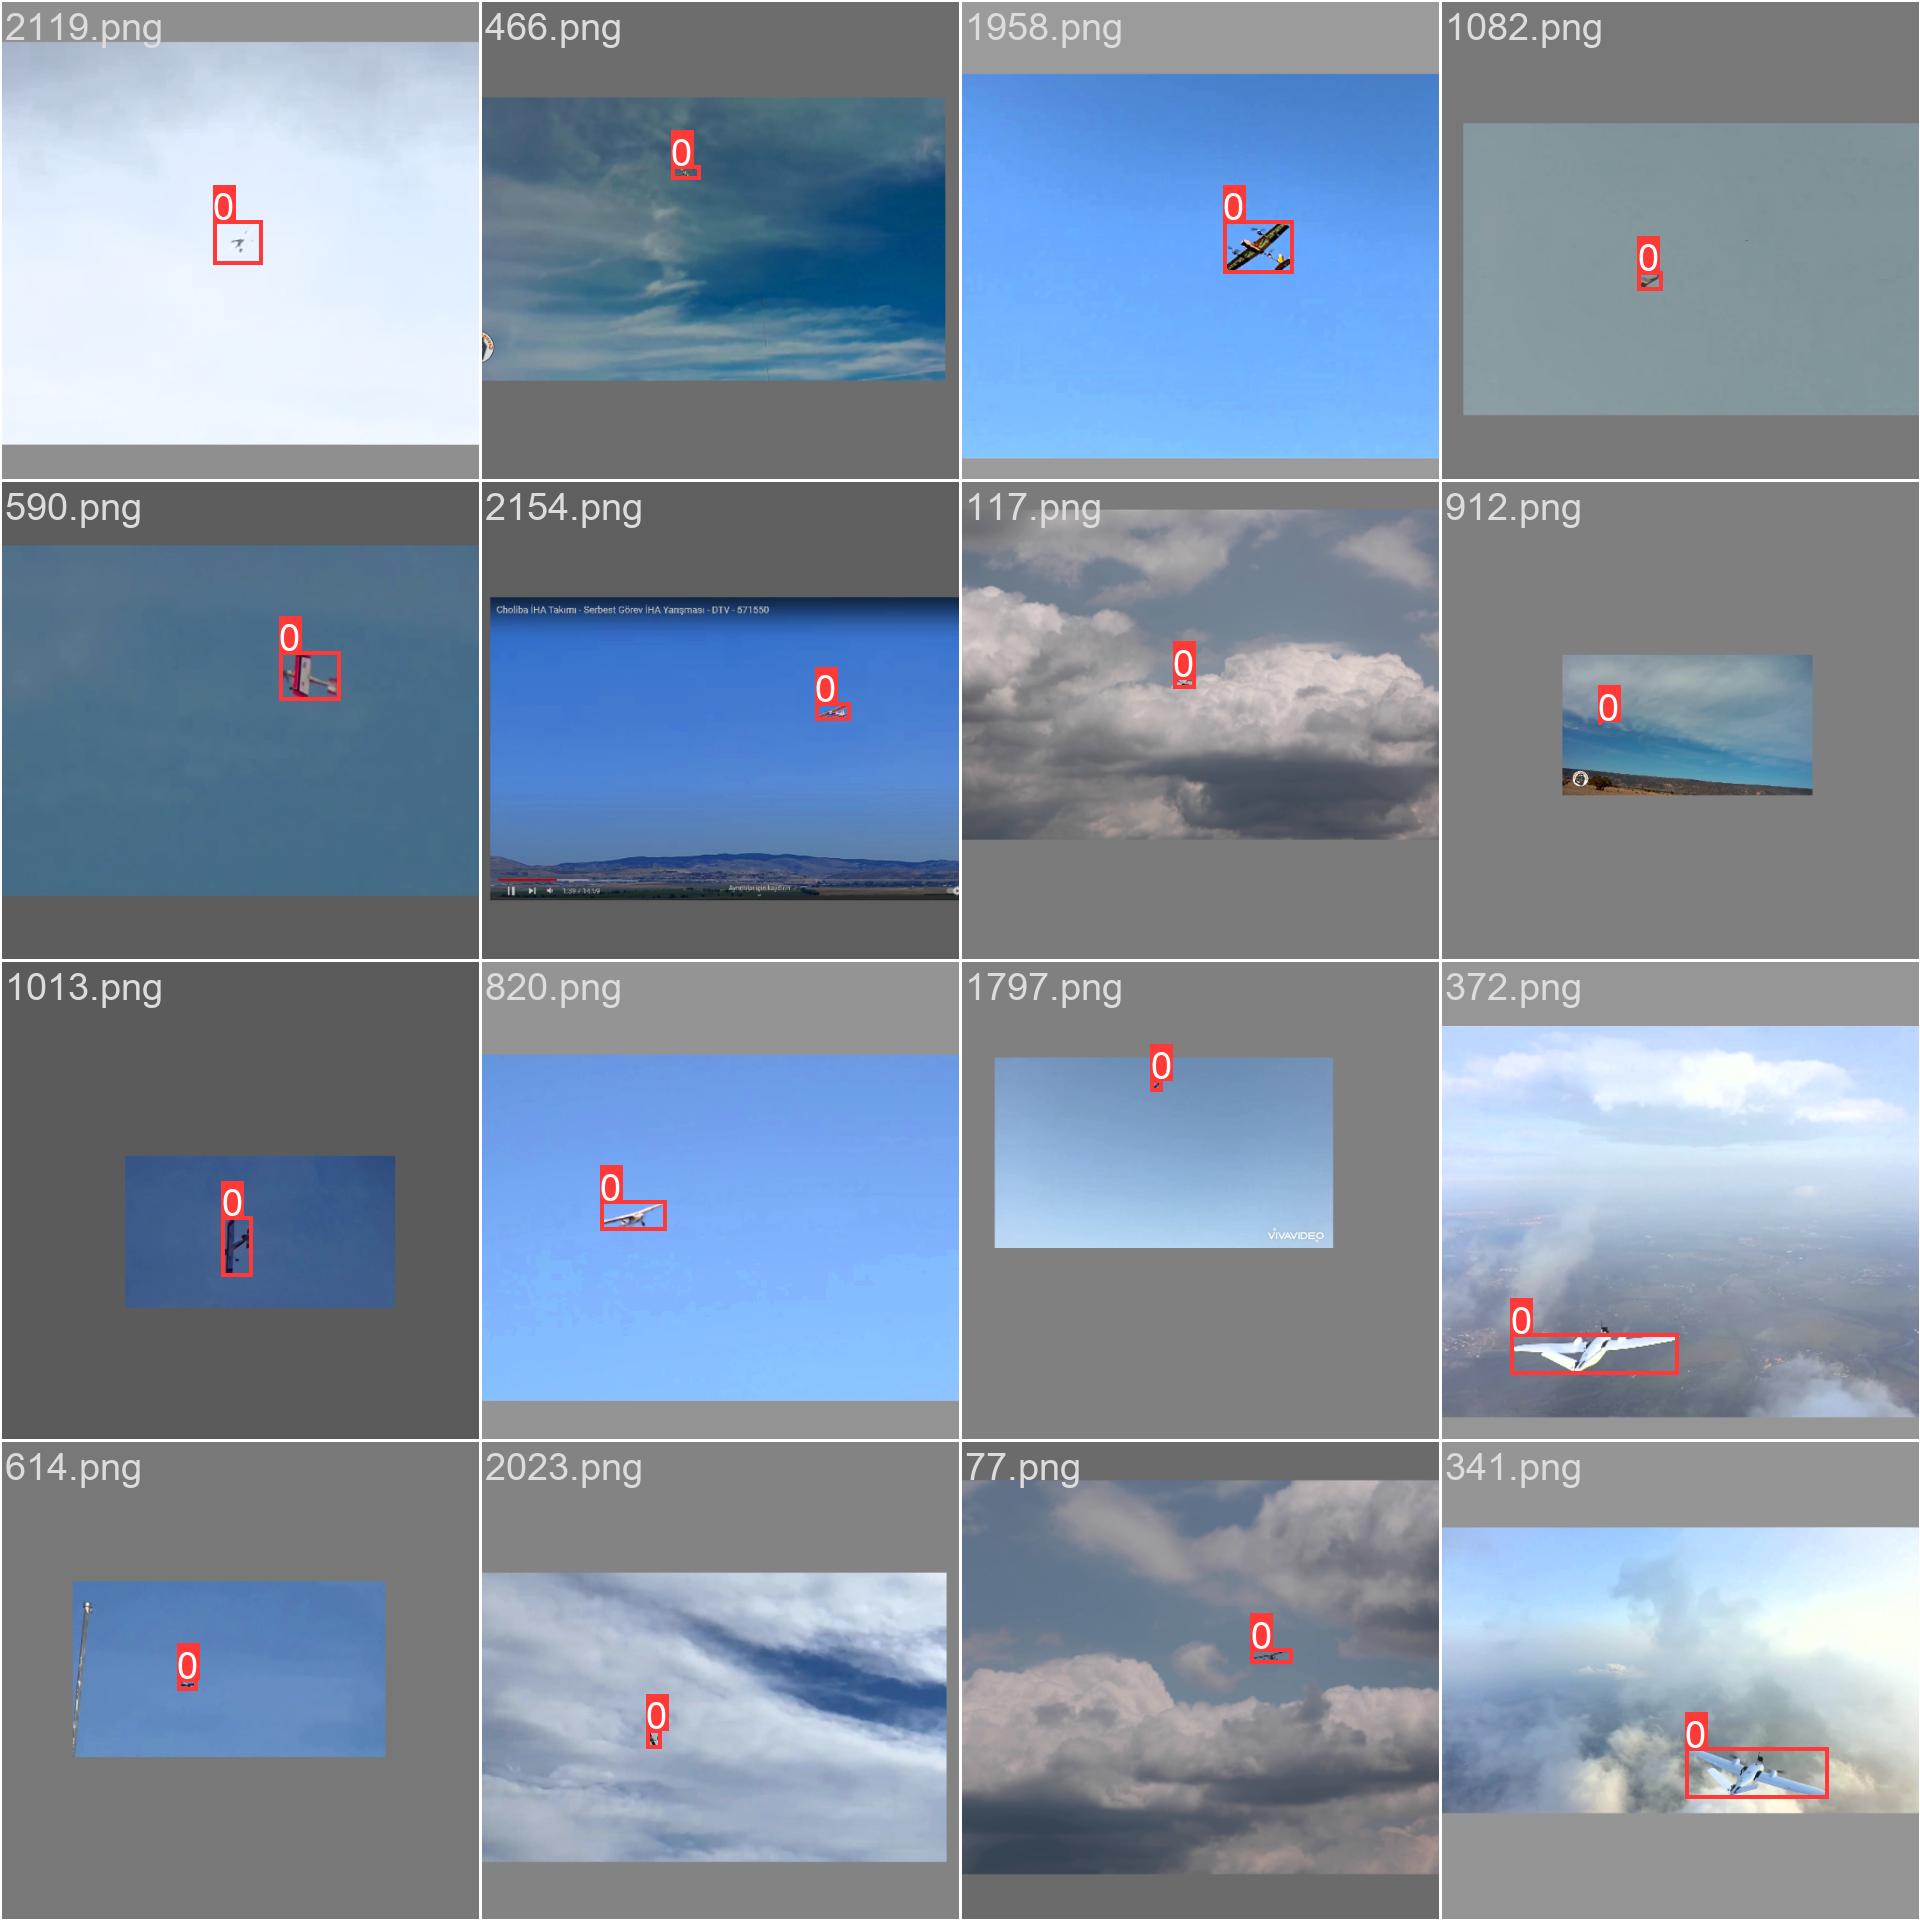 2119.png
466.png
1958.png
1082.png
0
0
0
0
590.png
2154.png
117.png
912.png
Choliba İHA Takımı - Serbest Görev İHA Yarışması - DTV - 571550
0
0
0
0
Ayrıntılar için kaydırın
1013.png
820.png
1797.png
372.png
0
0
0
0
VIVAVIDEO
614.png
2023.png
77.png
341.png
0
0
0
0